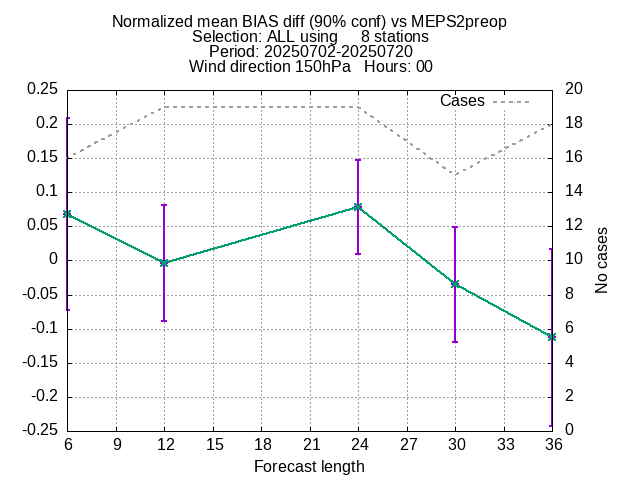 Normalized mean BIAS diff (90% conf) vs MEPS2preop
Selection: ALL using     8 stations
Period: 20250702-20250720
Wind direction 150hPa   Hours: 00
Cases
0.25
0.2
0.15
0.1
0.05
0
-0.05
-0.1
-0.15
-0.2
-0.25
20
18
16
14
12
10
8
6
4
2
0
No cases
6 9 12 15 18 21 24 27 30 33 36
Forecast length